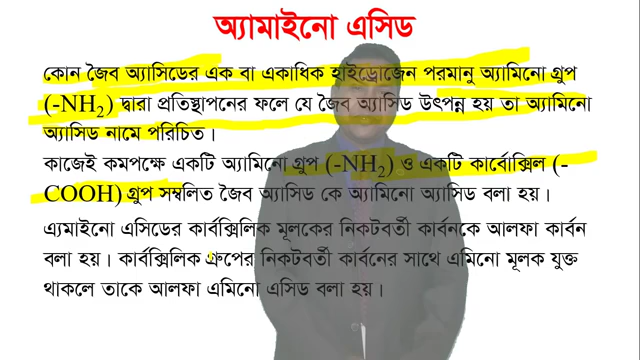 অ্যামাইনো এসিড
কোন জৈব অ্যাসিডের এক বা একাধিক হাইড্রোজেন পরমানু অ্যামিনো গ্রুপ
(-NH₂) দ্বারা প্রতিস্থাপনের ফলে যে জৈব অ্যাসিড উৎপন্ন হয় তা অ্যামিনো
অ্যাসিড নামে পরিচিত।
কাজেই কমপক্ষে একটি অ্যামিনো গ্রুপ (-NH₂) ও একটি কার্বোক্সিল (-
COOH) গ্রুপ সম্বলিত জৈব অ্যাসিড কে অ্যামিনো অ্যাসিড বলা হয়।
এ্যমাইনো এসিডের কার্বক্সিলিক মূলকের নিকটবর্তী কার্বনকে আলফা কার্বন
বলা হয়। কার্বক্সিলিক গ্রুপের নিকটবর্তী কার্বনের সাথে এমিনো মূলক যুক্ত
থাকলে তাকে আলফা এমিনো এসিড বলা হয়।